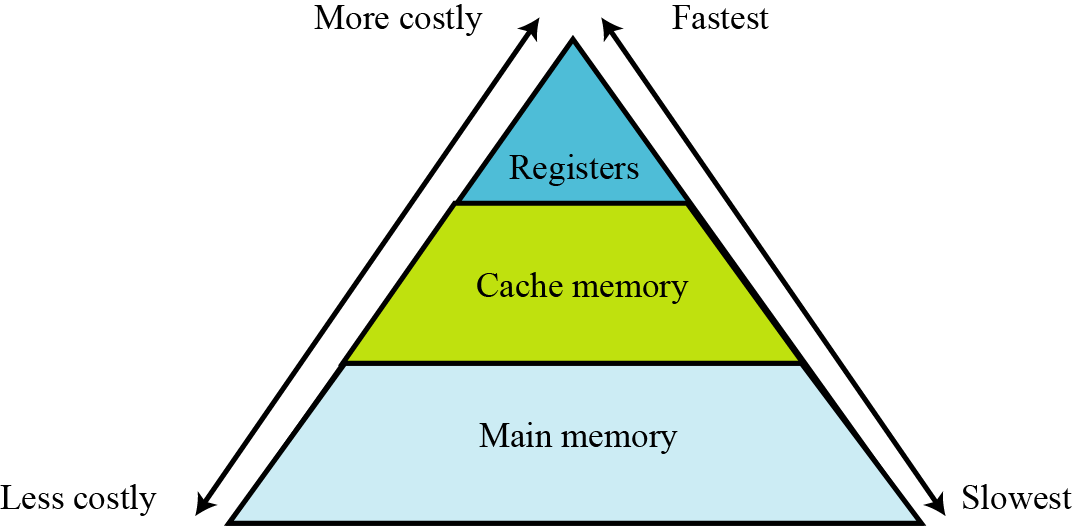 More costly
Fastest
Registers
Cache memory
Main memory
Less costly
Slowest